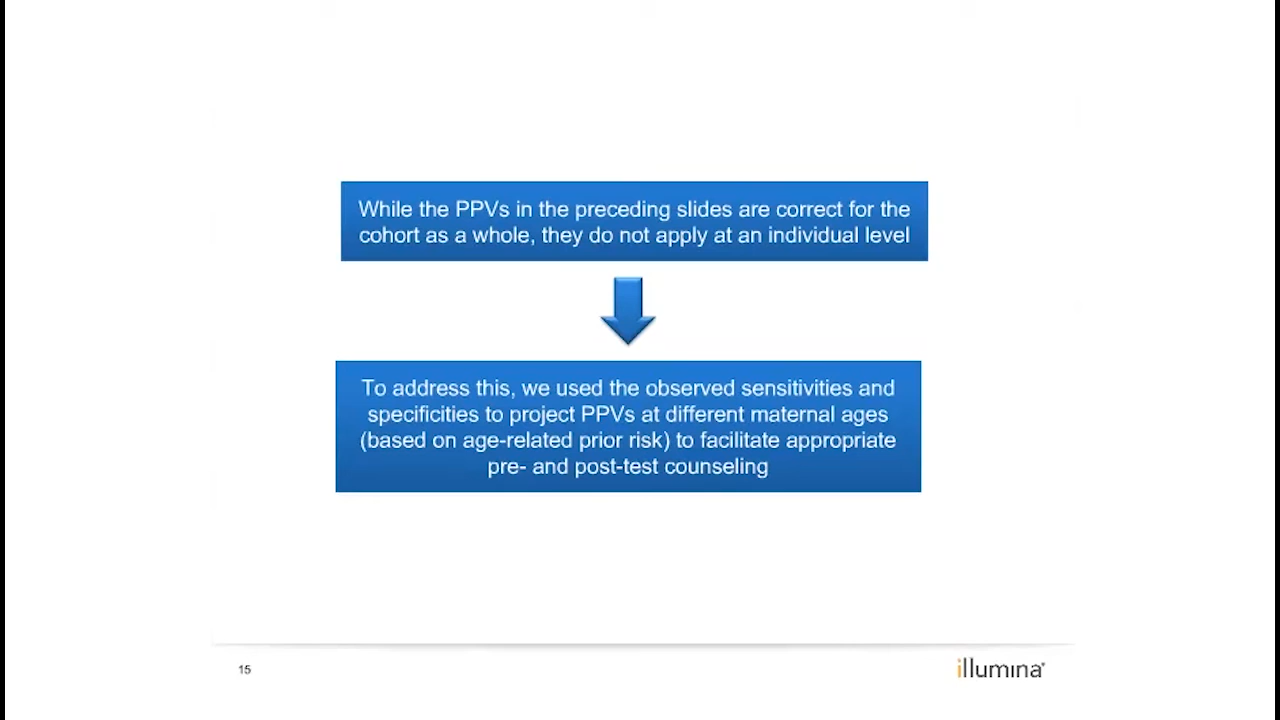 While the PPVs in the preceding slides are correct for the
cohort as a whole, they do not apply at an individual level
To address this, we used the observed sensitivities and
specificities to project PPVs at different maternal ages
(based on age-related prior risk) to facilitate appropriate
pre- and post-test counseling
15
illumina